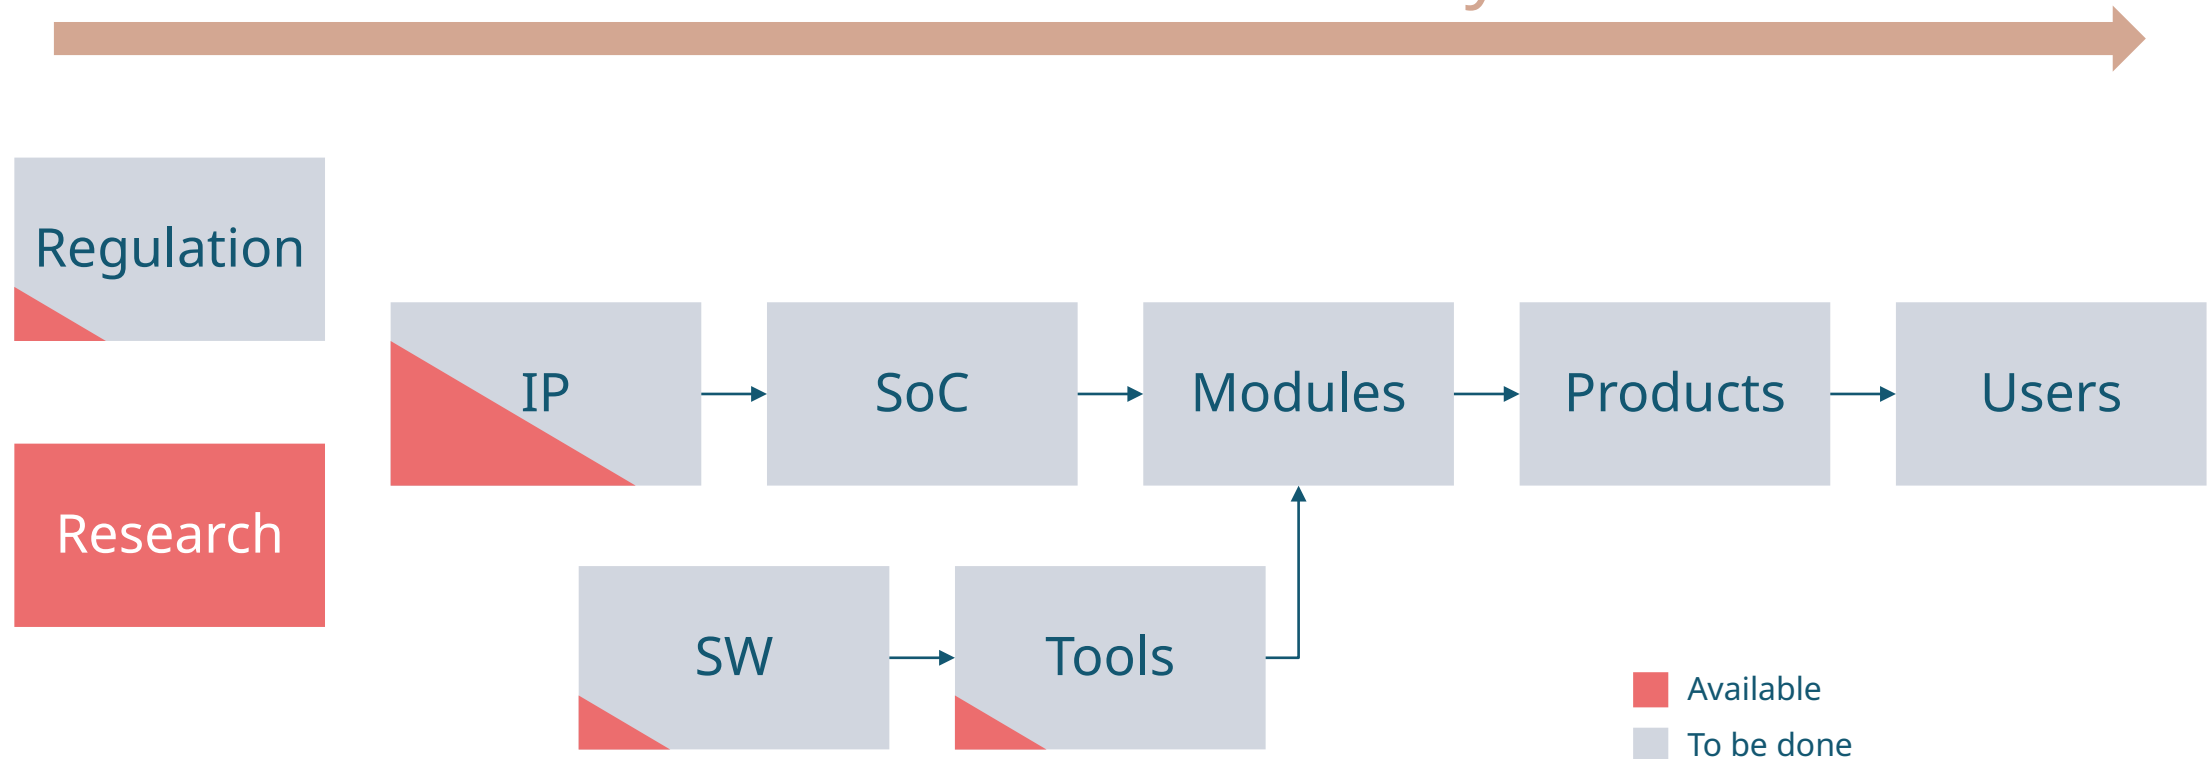 Regulation
IP
SoC
Modules
Products
Users
Research
SW
Tools
Available
To be done